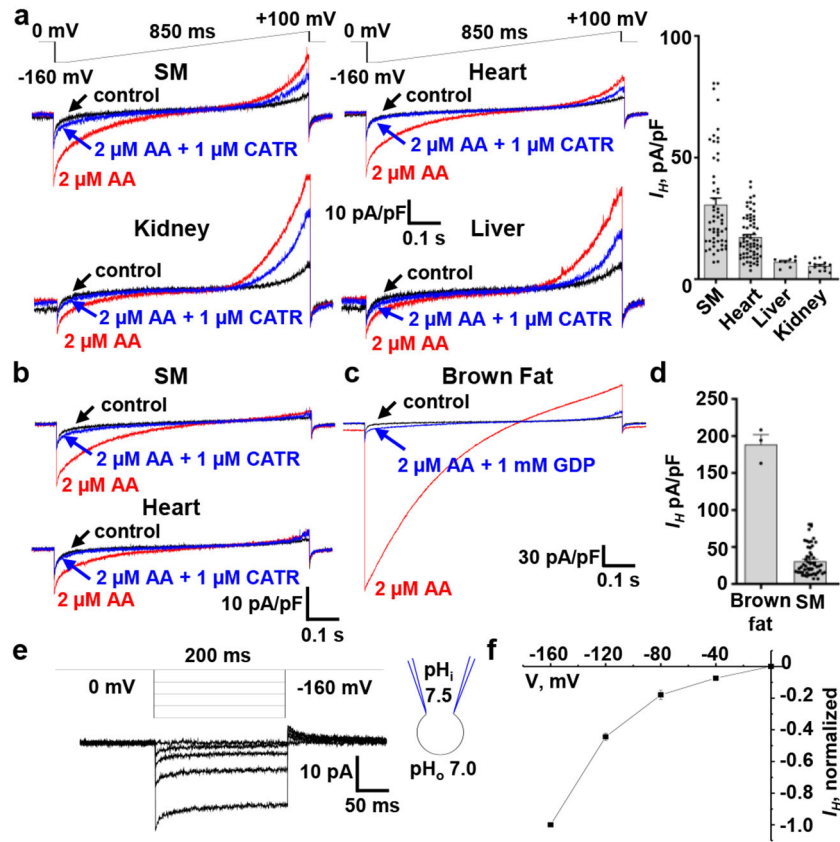 a
0 mV
850 ms
+100 mV
-160 mV
SM
control
2 µM AA + 1 µM CATR
2 µM AA
0 mV
850 ms
+100 mV
-160 mV
Heart
control
2 µM AA + 1 µM CATR
2 µM AA
10 pA/pF
0.1 s
Kidney
control
2 µM AA + 1 µM CATR
2 µM AA
Liver
control
2 µM AA + 1 µM CATR
2 µM AA
I_H, pA/pF
100
50
0
SM
Heart
Liver
Kidney
b
SM
control
2 µM AA + 1 µM CATR
2 µM AA
Heart
control
2 µM AA + 1 µM CATR
2 µM AA
10 pA/pF
0.1 s
c
Brown Fat
control
2 µM AA + 1 mM GDP
2 µM AA
30 pA/pF
0.1 s
d
I_H pA/pF
250
200
150
100
50
0
Brown
fat
SM
e
200 ms
0 mV
-160 mV
10 pA
50 ms
pH_i
7.5
pH_o 7.0
f
-160
-120
-80
-40
0
V, mV
-0.2
-0.4
-0.6
-0.8
-1.0
I_H, normalized